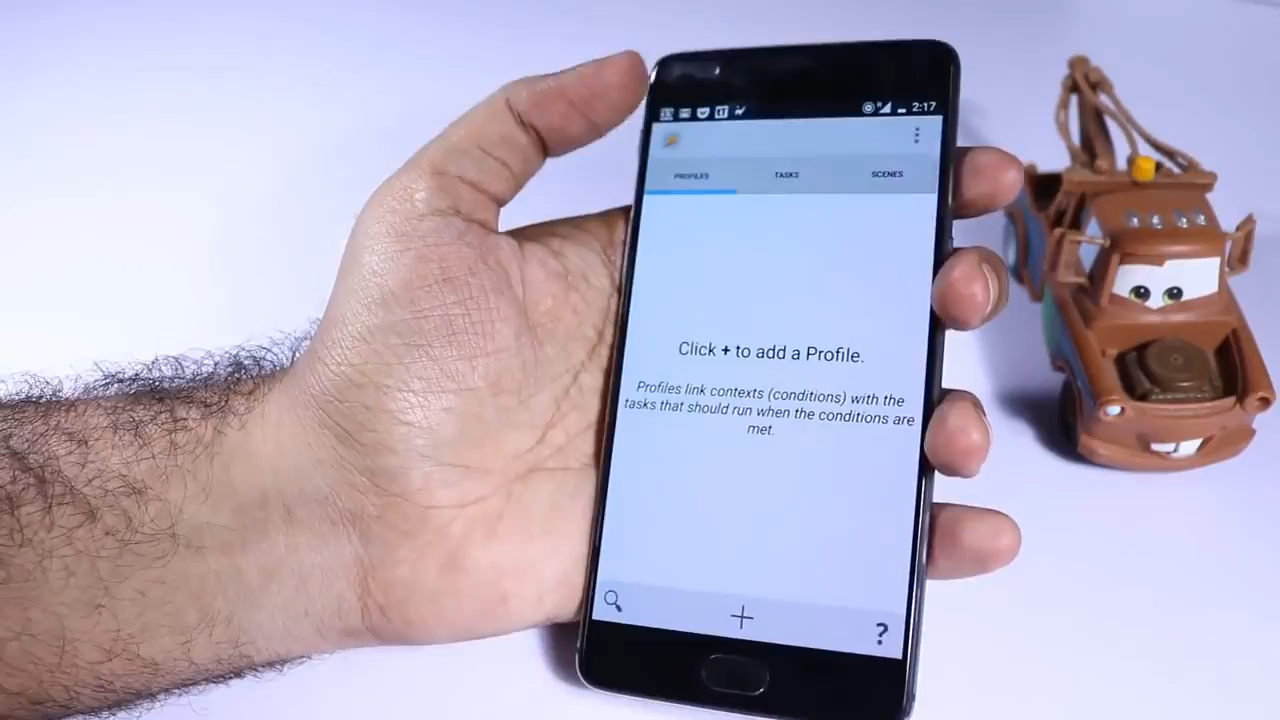 2:17
PROFILES
TASKS
SCENES
Click + to add a Profile.
Profiles link contexts (conditions) with the
tasks that should run when the conditions are
met.
?